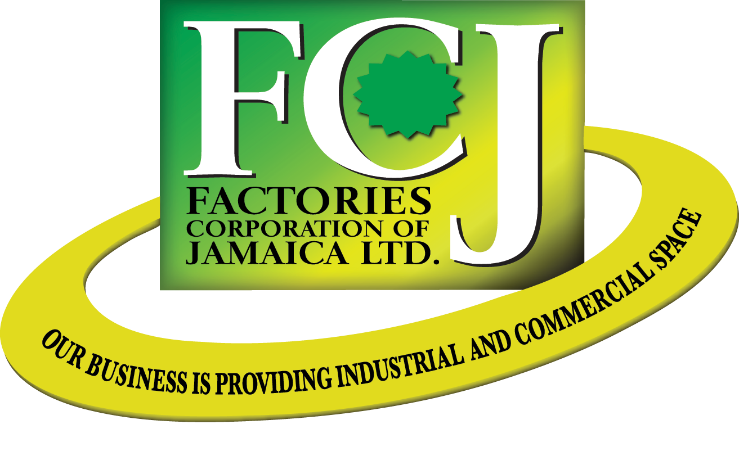 FCJ
FACTORIES
CORPORATION OF
JAMAICA LTD.
OUR BUSINESS IS PROVIDING INDUSTRIAL AND COMMERCIAL SPACE